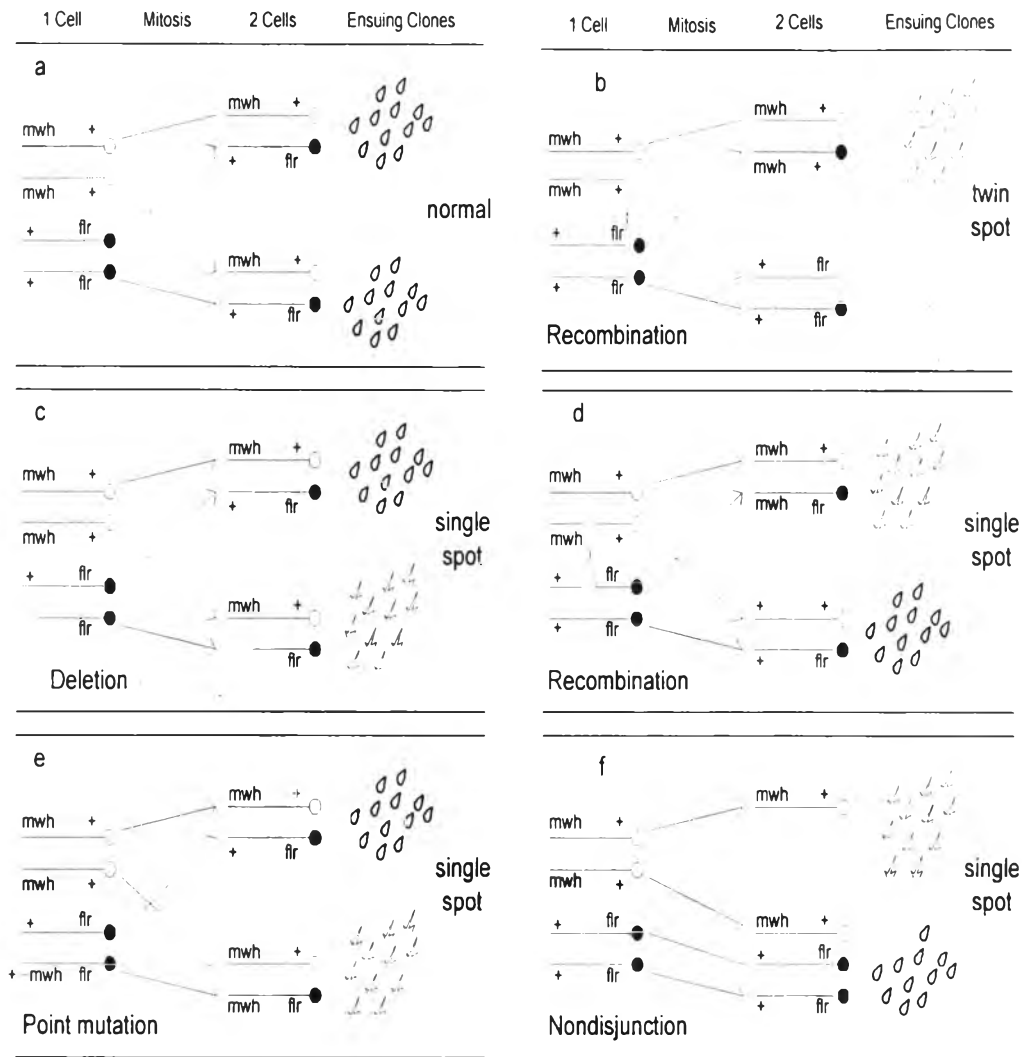 1 Cell Mitosis 2 Cells Ensuing Clones
a
mwh +
mwh +
+ flr
+ flr
mwh +
+ flr
mwh +
+ flr
normal
1 Cell Mitosis 2 Cells Ensuing Clones
b
mwh +
mwh +
+ flr
+ flr
mwh +
mwh +
+ flr
+ flr
twin
spot
Recombination
c
mwh +
mwh +
+ flr
flr
mwh +
+ flr
mwh +
flr
single
spot
Deletion
d
mwh +
mwh +
+ flr
+ flr
mwh +
mwh +
+ +
+ flr
single
spot
Recombination
e
mwh +
mwh +
+ flr
+ mwh flr
mwh +
+ flr
mwh +
mwh flr
single
spot
Point mutation
f
mwh +
mwh +
+ flr
+ flr
mwh +
mwh +
+ flr
+ flr
single
spot
Nondisjunction